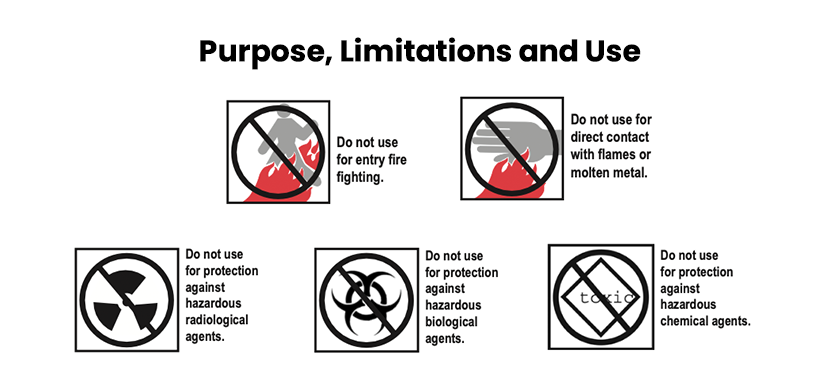 Purpose, Limitations and Use
Do not use
for entry fire
fighting.
Do not use for
direct contact
with flames or
molten metal.
Do not use
for protection
against
hazardous
radiological
agents.
Do not use
for protection
against
hazardous
biological
agents.
toxic
Do not use
for protection
against
hazardous
chemical agents.